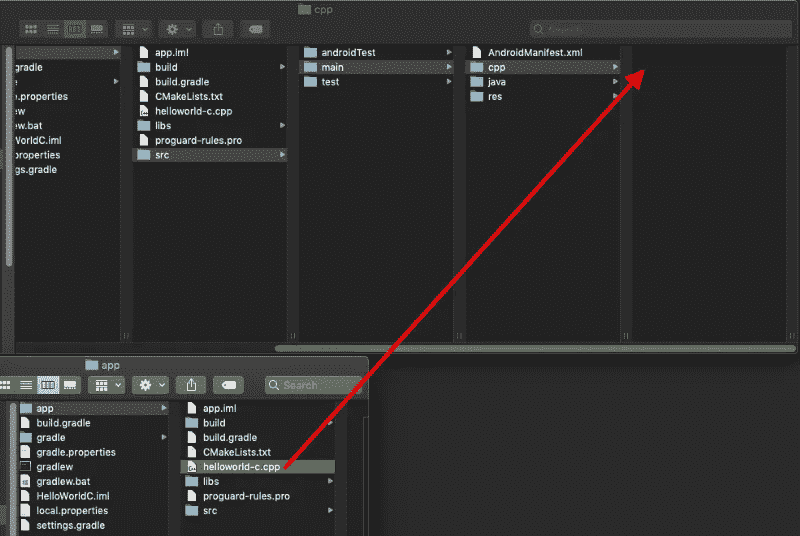 cpp
Search
gradle
e
properties
ew
ew.bat
WorldC.iml
properties
ngs.gradle
app.iml
build
build.gradle
CMakeLists.txt
helloworld-c.cpp
libs
proguard-rules.pro
src
androidTest
main
test
AndroidManifest.xml
cpp
java
res
app
Search
app
build.gradle
gradle
gradle.properties
gradlew
gradlew.bat
HelloWorldC.iml
local.properties
settings.gradle
app.iml
build
build.gradle
CMakeLists.txt
helloworld-c.cpp
libs
proguard-rules.pro
src